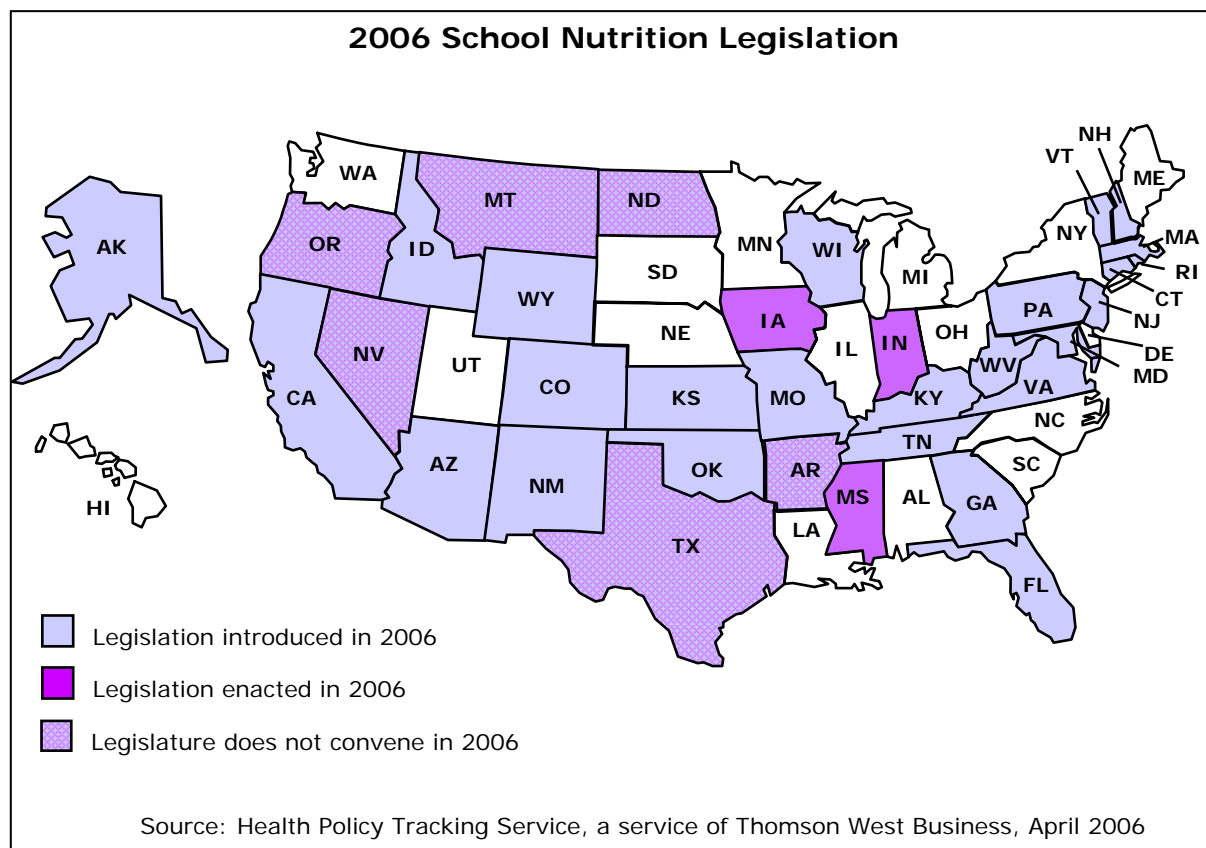 2006 School Nutrition Legislation
NH
VT
ME
WA
MT
ND
MN
NY
MA
AK
OR
ID
WI
MI
RI
SD
CT
WY
PA
NJ
IA
NE
OH
IN
IL
DE
NV
UT
WV
MD
CO
CA
KS
MO
KY
VA
NC
TN
AZ
OK
AR
SC
NM
MS
AL
GA
HI
LA
TX
FL
Legislation introduced in 2006
Legislation enacted in 2006
Legislature does not convene in 2006
Source: Health Policy Tracking Service, a service of Thomson West Business, April 2006